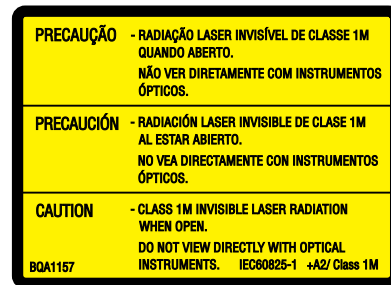 PRECAUÇÃO - RADIAÇÃO LASER INVISÍVEL DE CLASSE 1M
QUANDO ABERTO.
NÃO VER DIRETAMENTE COM INSTRUMENTOS
ÓPTICOS.
PRECAUCIÓN - RADIACIÓN LASER INVISIBLE DE CLASE 1M
AL ESTAR ABIERTO.
NO VEA DIRECTAMENTE CON INSTRUMENTOS
ÓPTICOS.
CAUTION - CLASS 1M INVISIBLE LASER RADIATION
WHEN OPEN.
DO NOT VIEW DIRECTLY WITH OPTICAL
BQA1157 INSTRUMENTS. IEC60825-1 +A2/ Class 1M